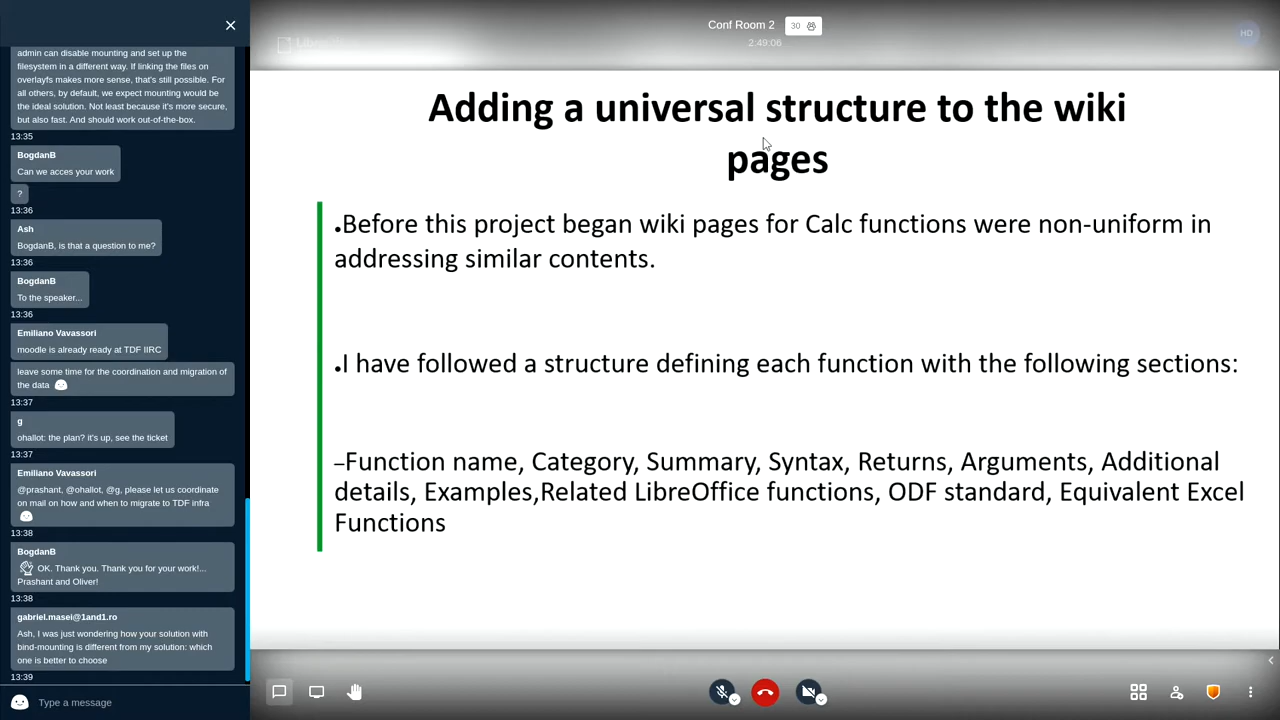 admin can disable mounting and set up the
filesystem in a different way. If linking the files on
overlayfs makes more sense, that's still possible. For
all others, by default, we expect mounting would be
the ideal solution. Not least because it's more secure,
but also fast. And should work out-of-the-box.
13:35
BogdanB
Can we acces your work
?
13:36
Ash
BogdanB, is that a question to me?
13:36
BogdanB
To the speaker...
13:36
Emiliano Vavassori
moodle is already ready at TDF IIRC
leave some time for the coordination and migration of
the data
13:37
g
ohallot: the plan? it's up, see the ticket
13:37
Emiliano Vavassori
@prashant, @ohallot, @g, please let us coordinate
on mail on how and when to migrate to TDF infra
13:38
BogdanB
OK. Thank you. Thank you for your work!...
Prashant and Oliver!
13:38
gabriel.masei@1and1.ro
Ash, I was just wondering how your solution with
bind-mounting is different from my solution: which
one is better to choose
13:39
Type a message
Conf Room 2
30
2:49:06
HD
Adding a universal structure to the wiki
pages
●Before this project began wiki pages for Calc functions were non-uniform in
addressing similar contents.
●I have followed a structure defining each function with the following sections:
–Function name, Category, Summary, Syntax, Returns, Arguments, Additional
details, Examples,Related LibreOffice functions, ODF standard, Equivalent Excel
Functions